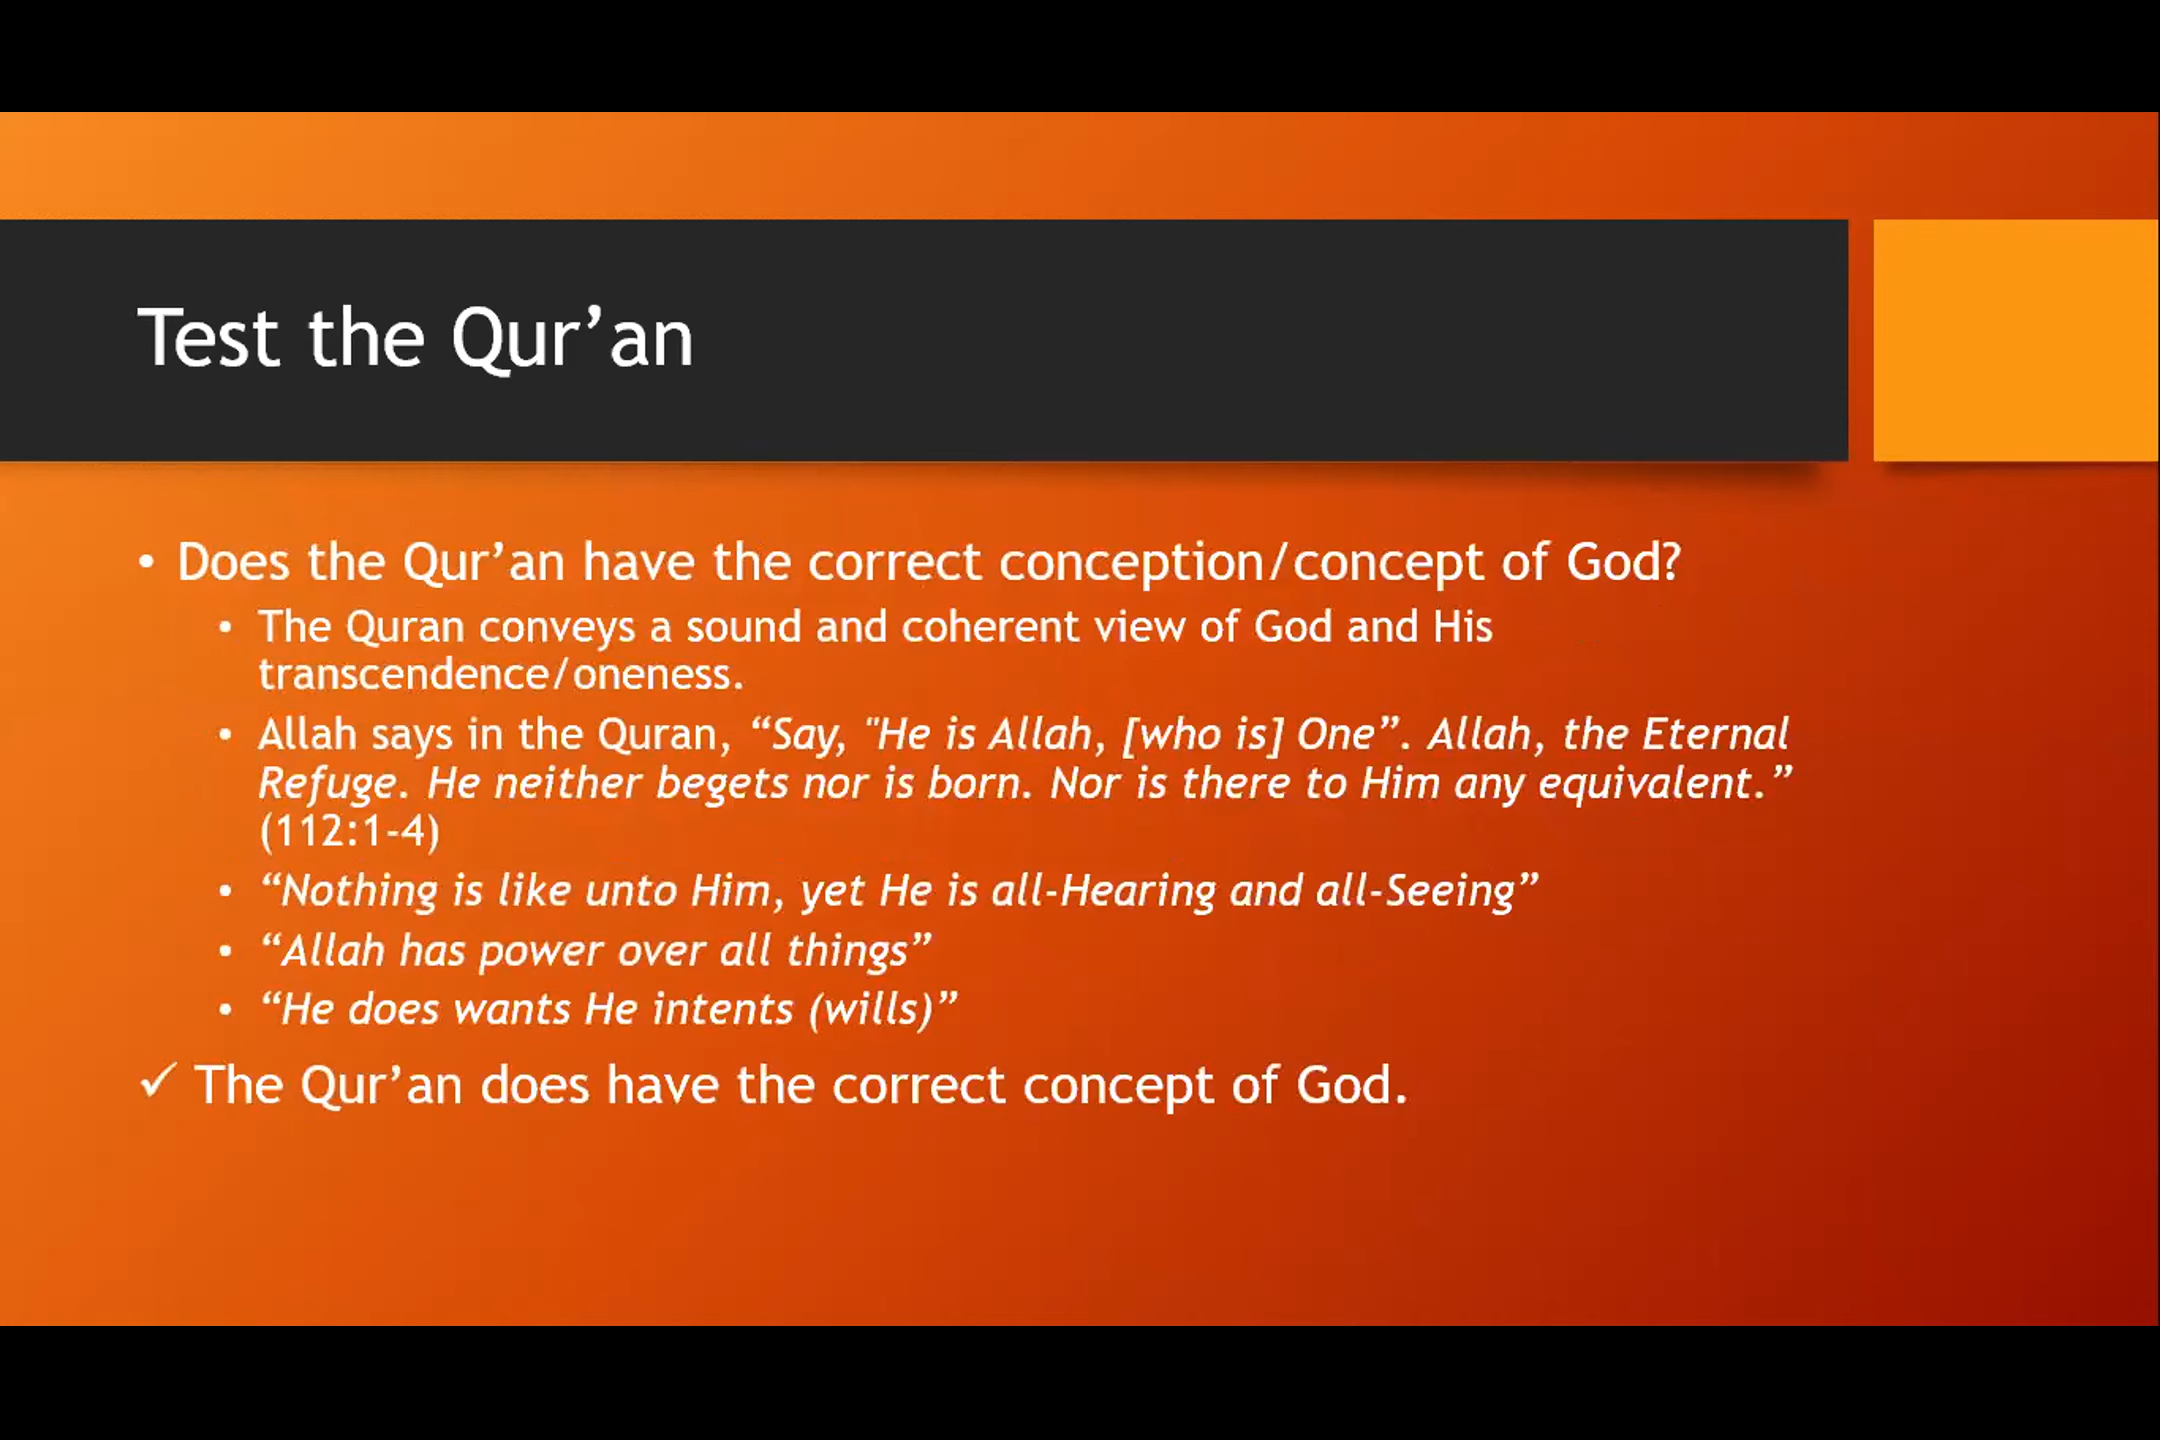 Test the Qur’an
• Does the Qur’an have the correct conception/concept of God?
• The Quran conveys a sound and coherent view of God and His
transcendence/oneness.
• Allah says in the Quran, “Say, "He is Allah, [who is] One”. Allah, the Eternal
Refuge. He neither begets nor is born. Nor is there to Him any equivalent.”
(112:1-4)
• “Nothing is like unto Him, yet He is all-Hearing and all-Seeing”
• “Allah has power over all things”
• “He does wants He intents (wills)”
✓ The Qur’an does have the correct concept of God.